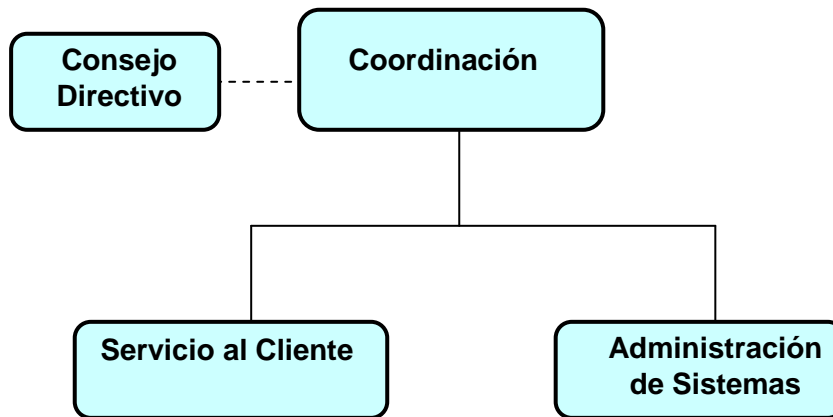 Consejo
Directivo
Coordinación
Servicio al Cliente
Administración
de Sistemas